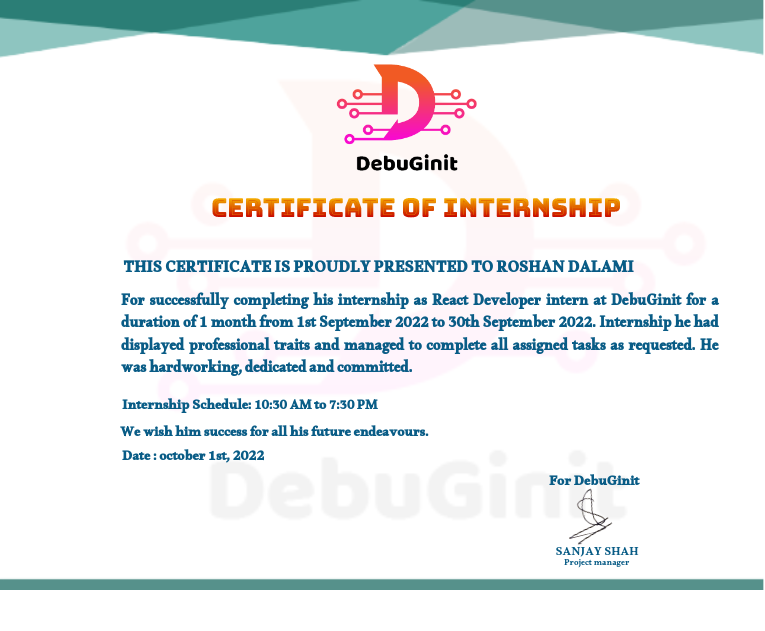 DebuGinit
CERTIFICATE OF INTERNSHIP
THIS CERTIFICATE IS PROUDLY PRESENTED TO ROSHAN DALAMI
For successfully completing his internship as React Developer intern at DebuGinit for a
duration of 1 month from 1st September 2022 to 30th September 2022. Internship he had
displayed professional traits and managed to complete all assigned tasks as requested. He
was hardworking, dedicated and committed.
Internship Schedule: 10:30 AM to 7:30 PM
We wish him success for all his future endeavours.
Date : october 1st, 2022
DebuGinit
For DebuGinit
SANJAY SHAH
Project manager